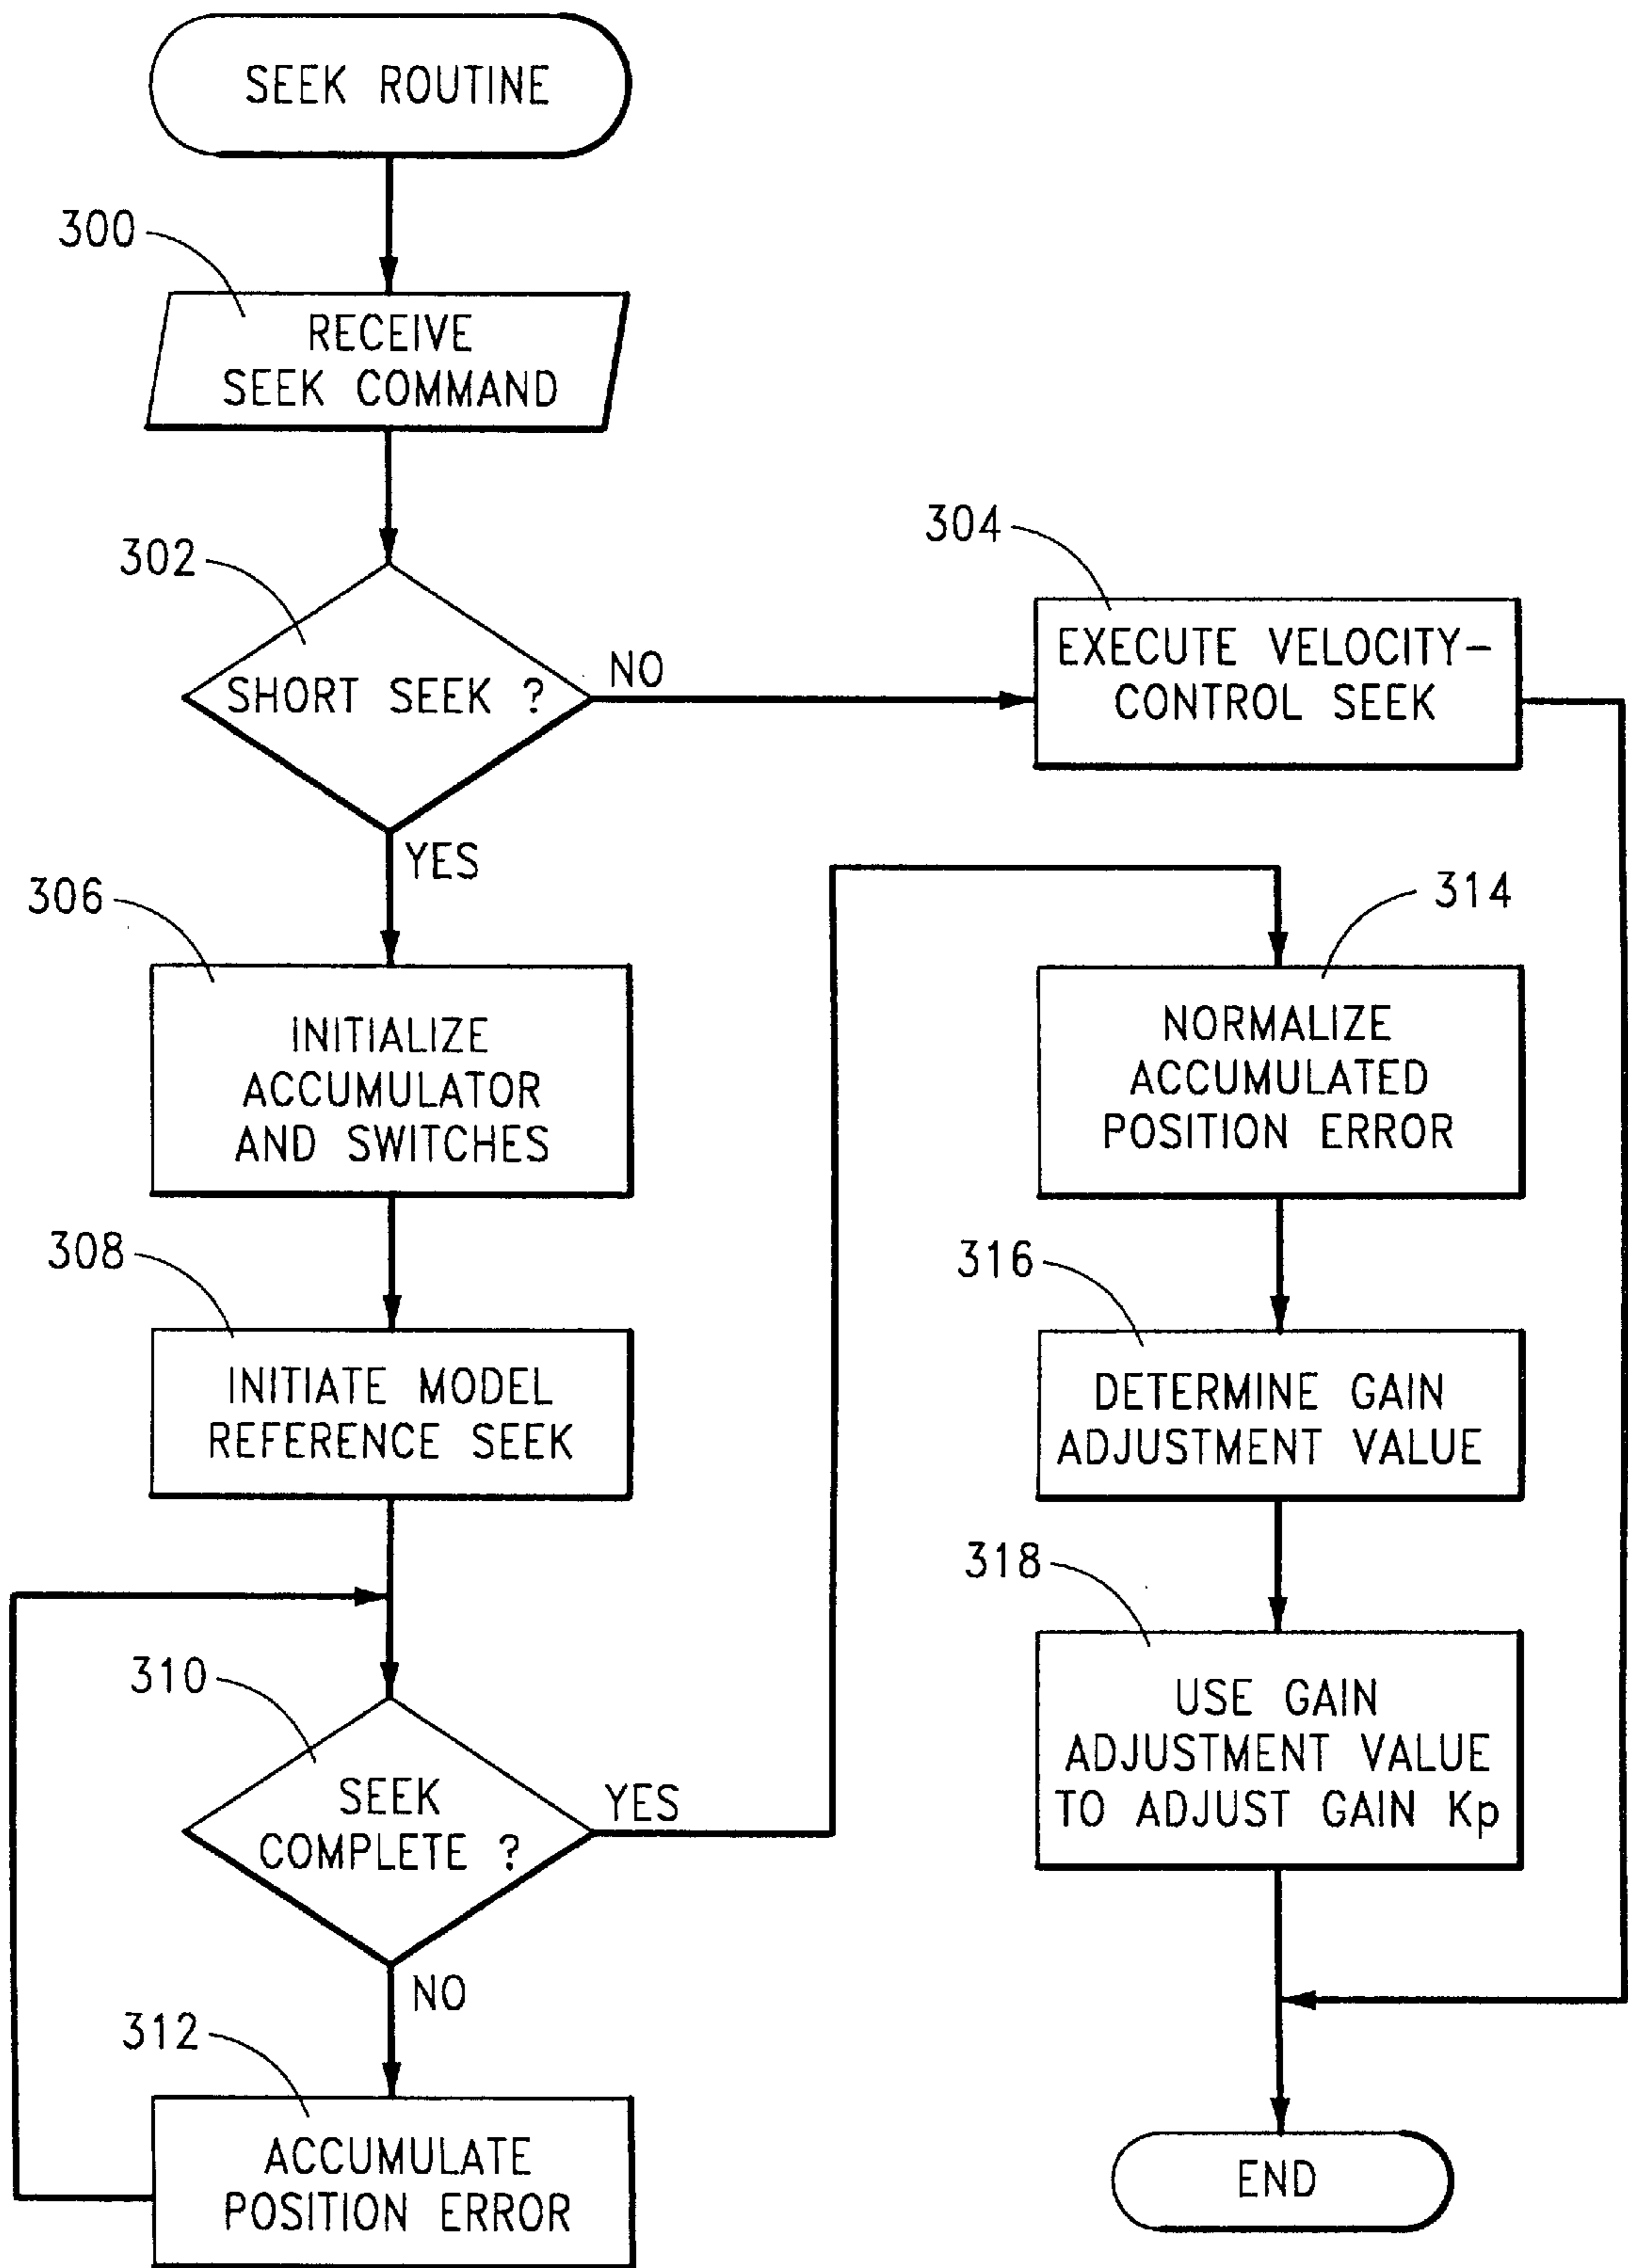 SEEK ROUTINE
300
RECEIVE
SEEK COMMAND
302
SHORT SEEK ?
NO
YES
304
EXECUTE VELOCITY-
CONTROL SEEK
306
INITIALIZE
ACCUMULATOR
AND SWITCHES
308
INITIATE MODEL
REFERENCE SEEK
310
SEEK
COMPLETE ?
YES
NO
312
ACCUMULATE
POSITION ERROR
314
NORMALIZE
ACCUMULATED
POSITION ERROR
316
DETERMINE GAIN
ADJUSTMENT VALUE
318
USE GAIN
ADJUSTMENT VALUE
TO ADJUST GAIN Kp
END